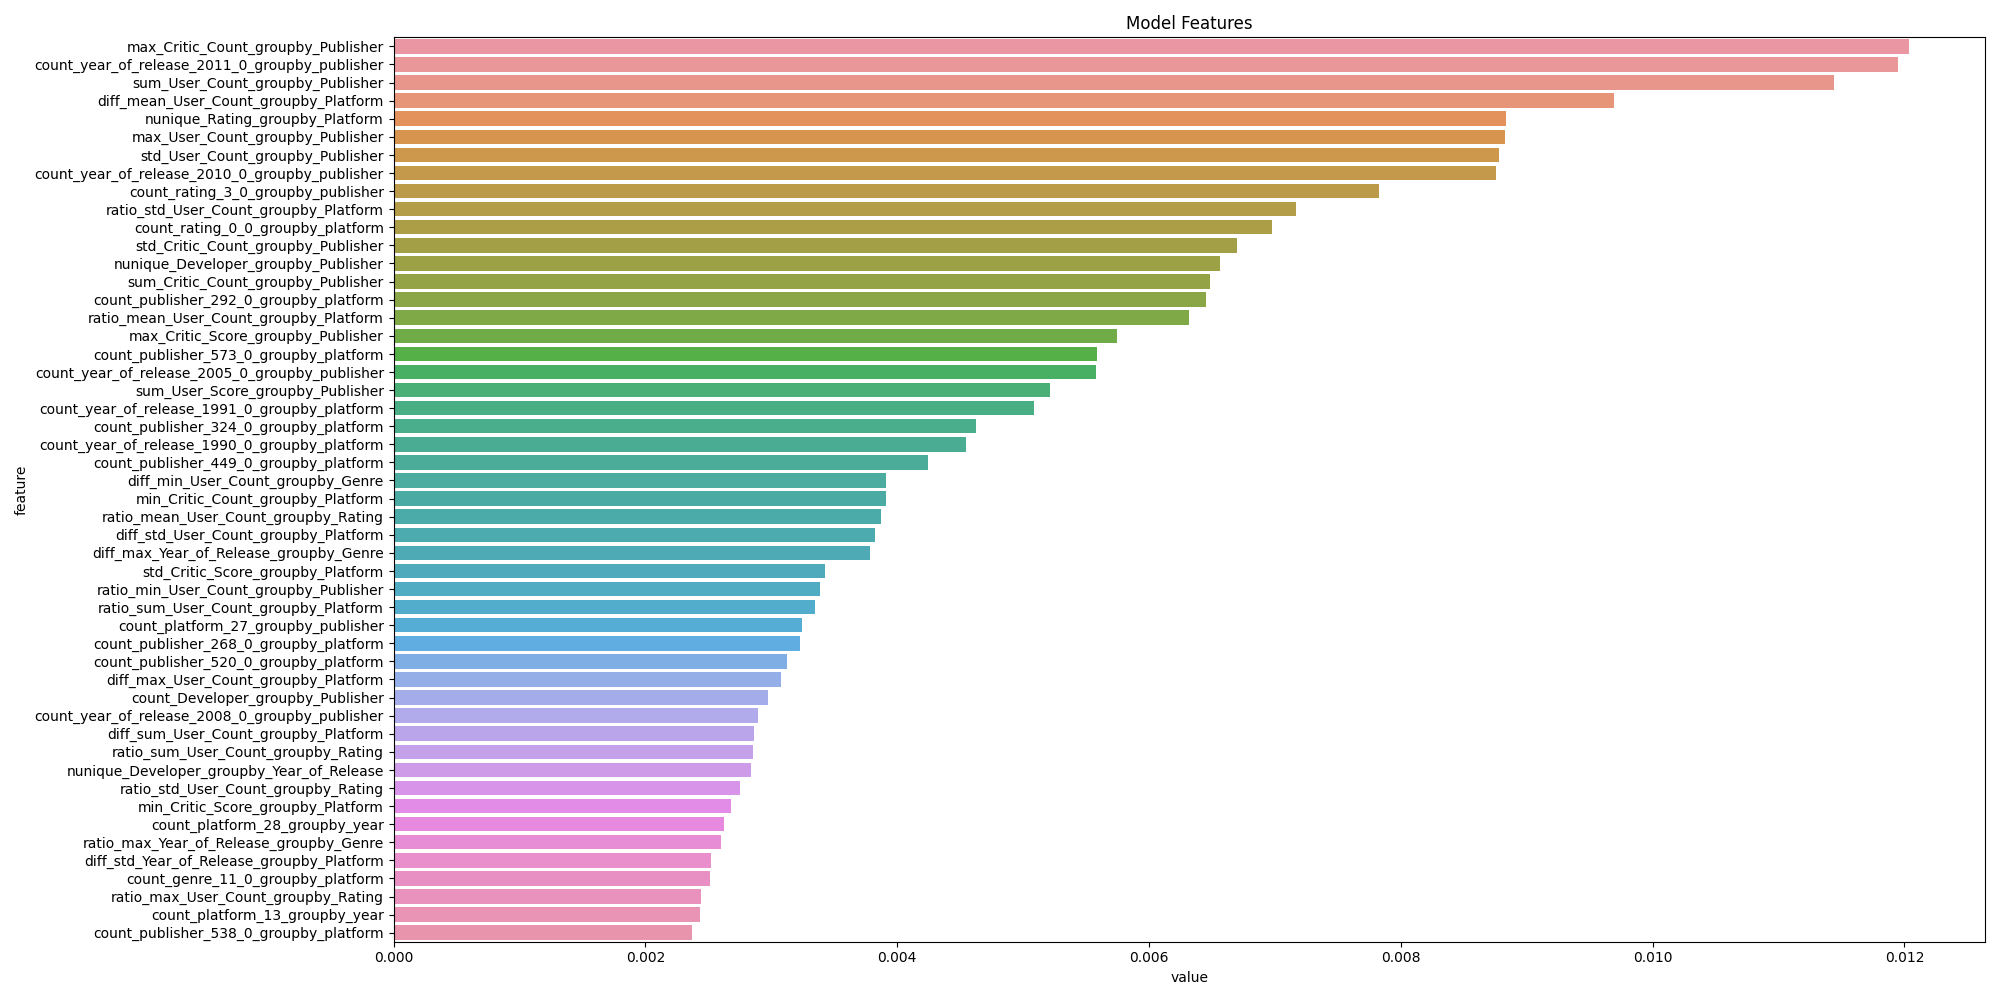 Model Features
max_Critic_Count_groupby_Publisher
count_year_of_release_2011_0_groupby_publisher
sum_User_Count_groupby_Publisher
diff_mean_User_Count_groupby_Platform
nunique_Rating_groupby_Platform
max_User_Count_groupby_Publisher
std_User_Count_groupby_Publisher
count_year_of_release_2010_0_groupby_publisher
count_rating_3_0_groupby_publisher
ratio_std_User_Count_groupby_Platform
count_rating_0_0_groupby_platform
std_Critic_Count_groupby_Publisher
nunique_Developer_groupby_Publisher
sum_Critic_Count_groupby_Publisher
count_publisher_292_0_groupby_platform
ratio_mean_User_Count_groupby_Platform
max_Critic_Score_groupby_Publisher
count_publisher_573_0_groupby_platform
count_year_of_release_2005_0_groupby_publisher
sum_User_Score_groupby_Publisher
count_year_of_release_1991_0_groupby_platform
count_publisher_324_0_groupby_platform
count_year_of_release_1990_0_groupby_platform
count_publisher_449_0_groupby_platform
diff_min_User_Count_groupby_Genre
min_Critic_Count_groupby_Platform
ratio_mean_User_Count_groupby_Rating
diff_std_User_Count_groupby_Platform
diff_max_Year_of_Release_groupby_Genre
std_Critic_Score_groupby_Platform
ratio_min_User_Count_groupby_Publisher
ratio_sum_User_Count_groupby_Platform
count_platform_27_groupby_publisher
count_publisher_268_0_groupby_platform
count_publisher_520_0_groupby_platform
diff_max_User_Count_groupby_Platform
count_Developer_groupby_Publisher
count_year_of_release_2008_0_groupby_publisher
diff_sum_User_Count_groupby_Platform
ratio_sum_User_Count_groupby_Rating
nunique_Developer_groupby_Year_of_Release
ratio_std_User_Count_groupby_Rating
min_Critic_Score_groupby_Platform
count_platform_28_groupby_year
ratio_max_Year_of_Release_groupby_Genre
diff_std_Year_of_Release_groupby_Platform
count_genre_11_0_groupby_platform
ratio_max_User_Count_groupby_Rating
count_platform_13_groupby_year
count_publisher_538_0_groupby_platform
feature
0.000 0.002 0.004 0.006 0.008 0.010 0.012
value